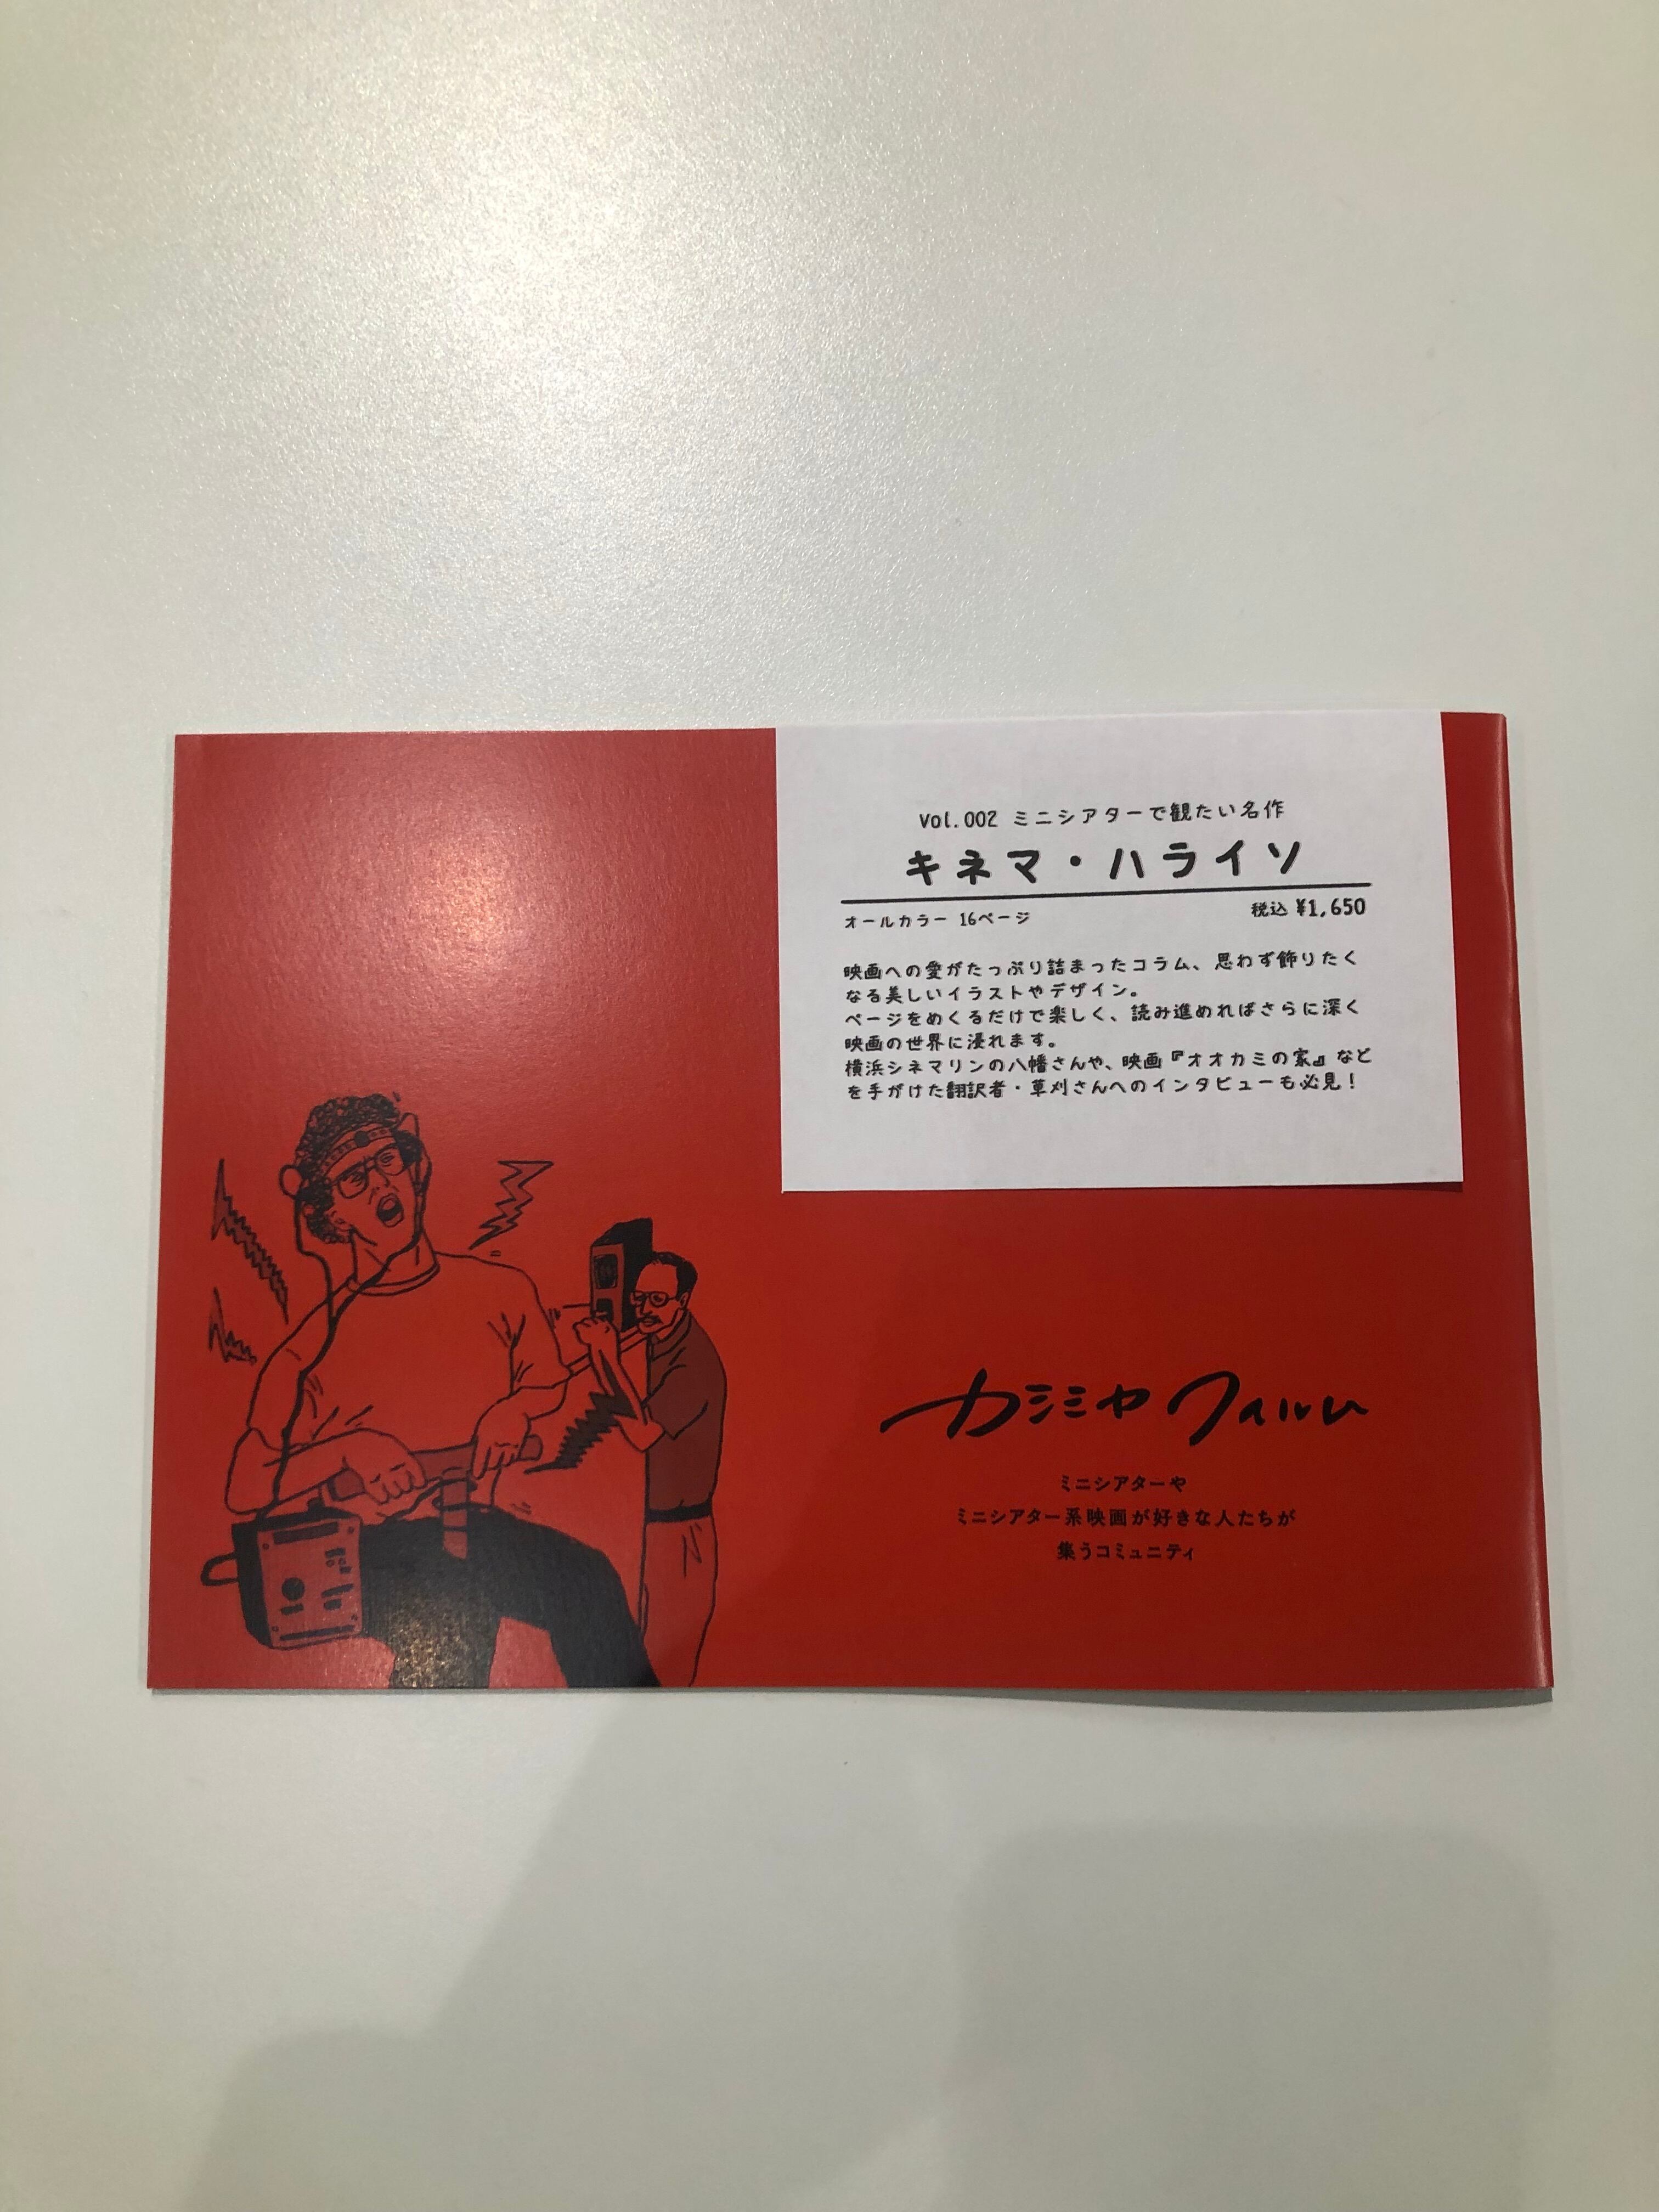 Vol.002 ミニシアターで観たい名作
キネマ・ハライソ
オールカラー 16ページ
税込 ¥1,650
映画への愛がたっぷり詰まったコラム、思わず飾りたく
なる美しいイラストやデザイン。
ページをめくるだけで楽しく、読み進めればさらに深く
映画の世界に浸れます。
横浜シネマリンの八幡さんや、映画『オオカミの家』など
を手がけた翻訳者・草刈さんへのインタビューも必見！
カミミヤ フィルム
ミニシアターや
ミニシアター系映画が好きな人たちが
集うコミュニティ